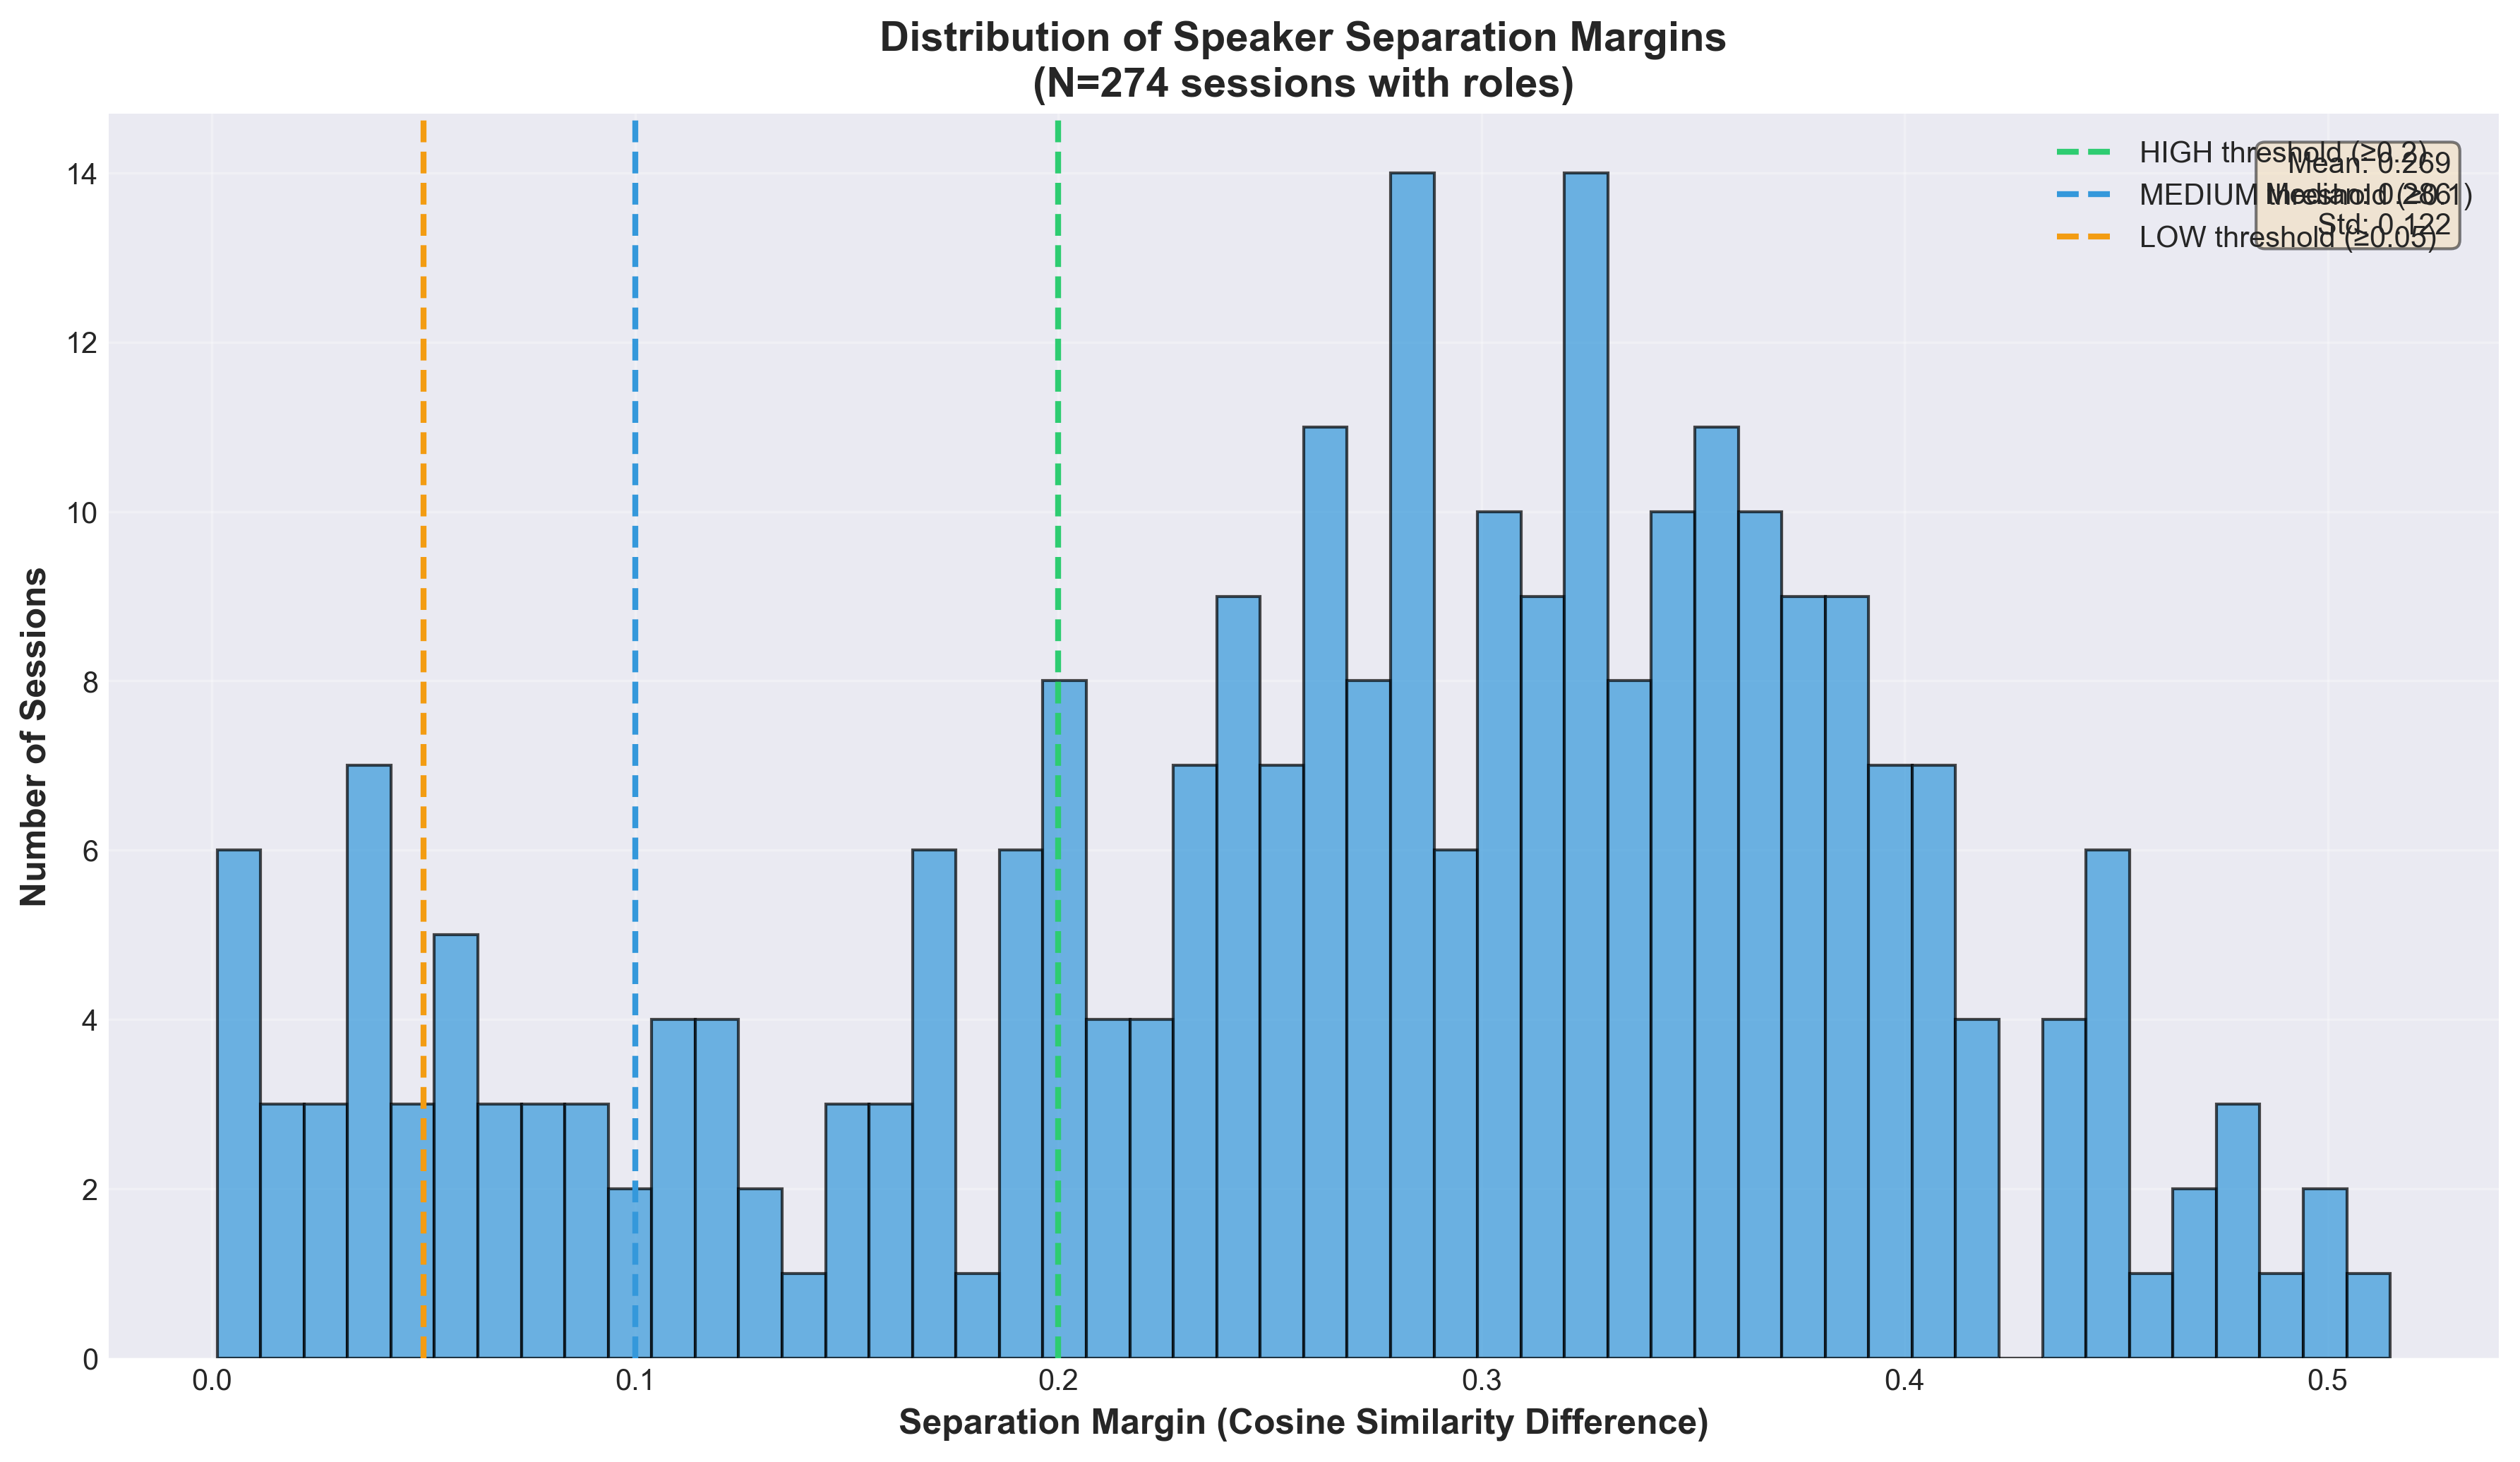 Distribution of Speaker Separation Margins
(N=274 sessions with roles)
HIGH threshold (≥0.2)
MEDIUM threshold (≥0.1)
LOW threshold (≥0.05)
Mean: 0.269
Median: 0.286
Std: 0.122
Number of Sessions
14
12
10
8
6
4
2
0
0.0
0.1
0.2
0.3
0.4
0.5
Separation Margin (Cosine Similarity Difference)